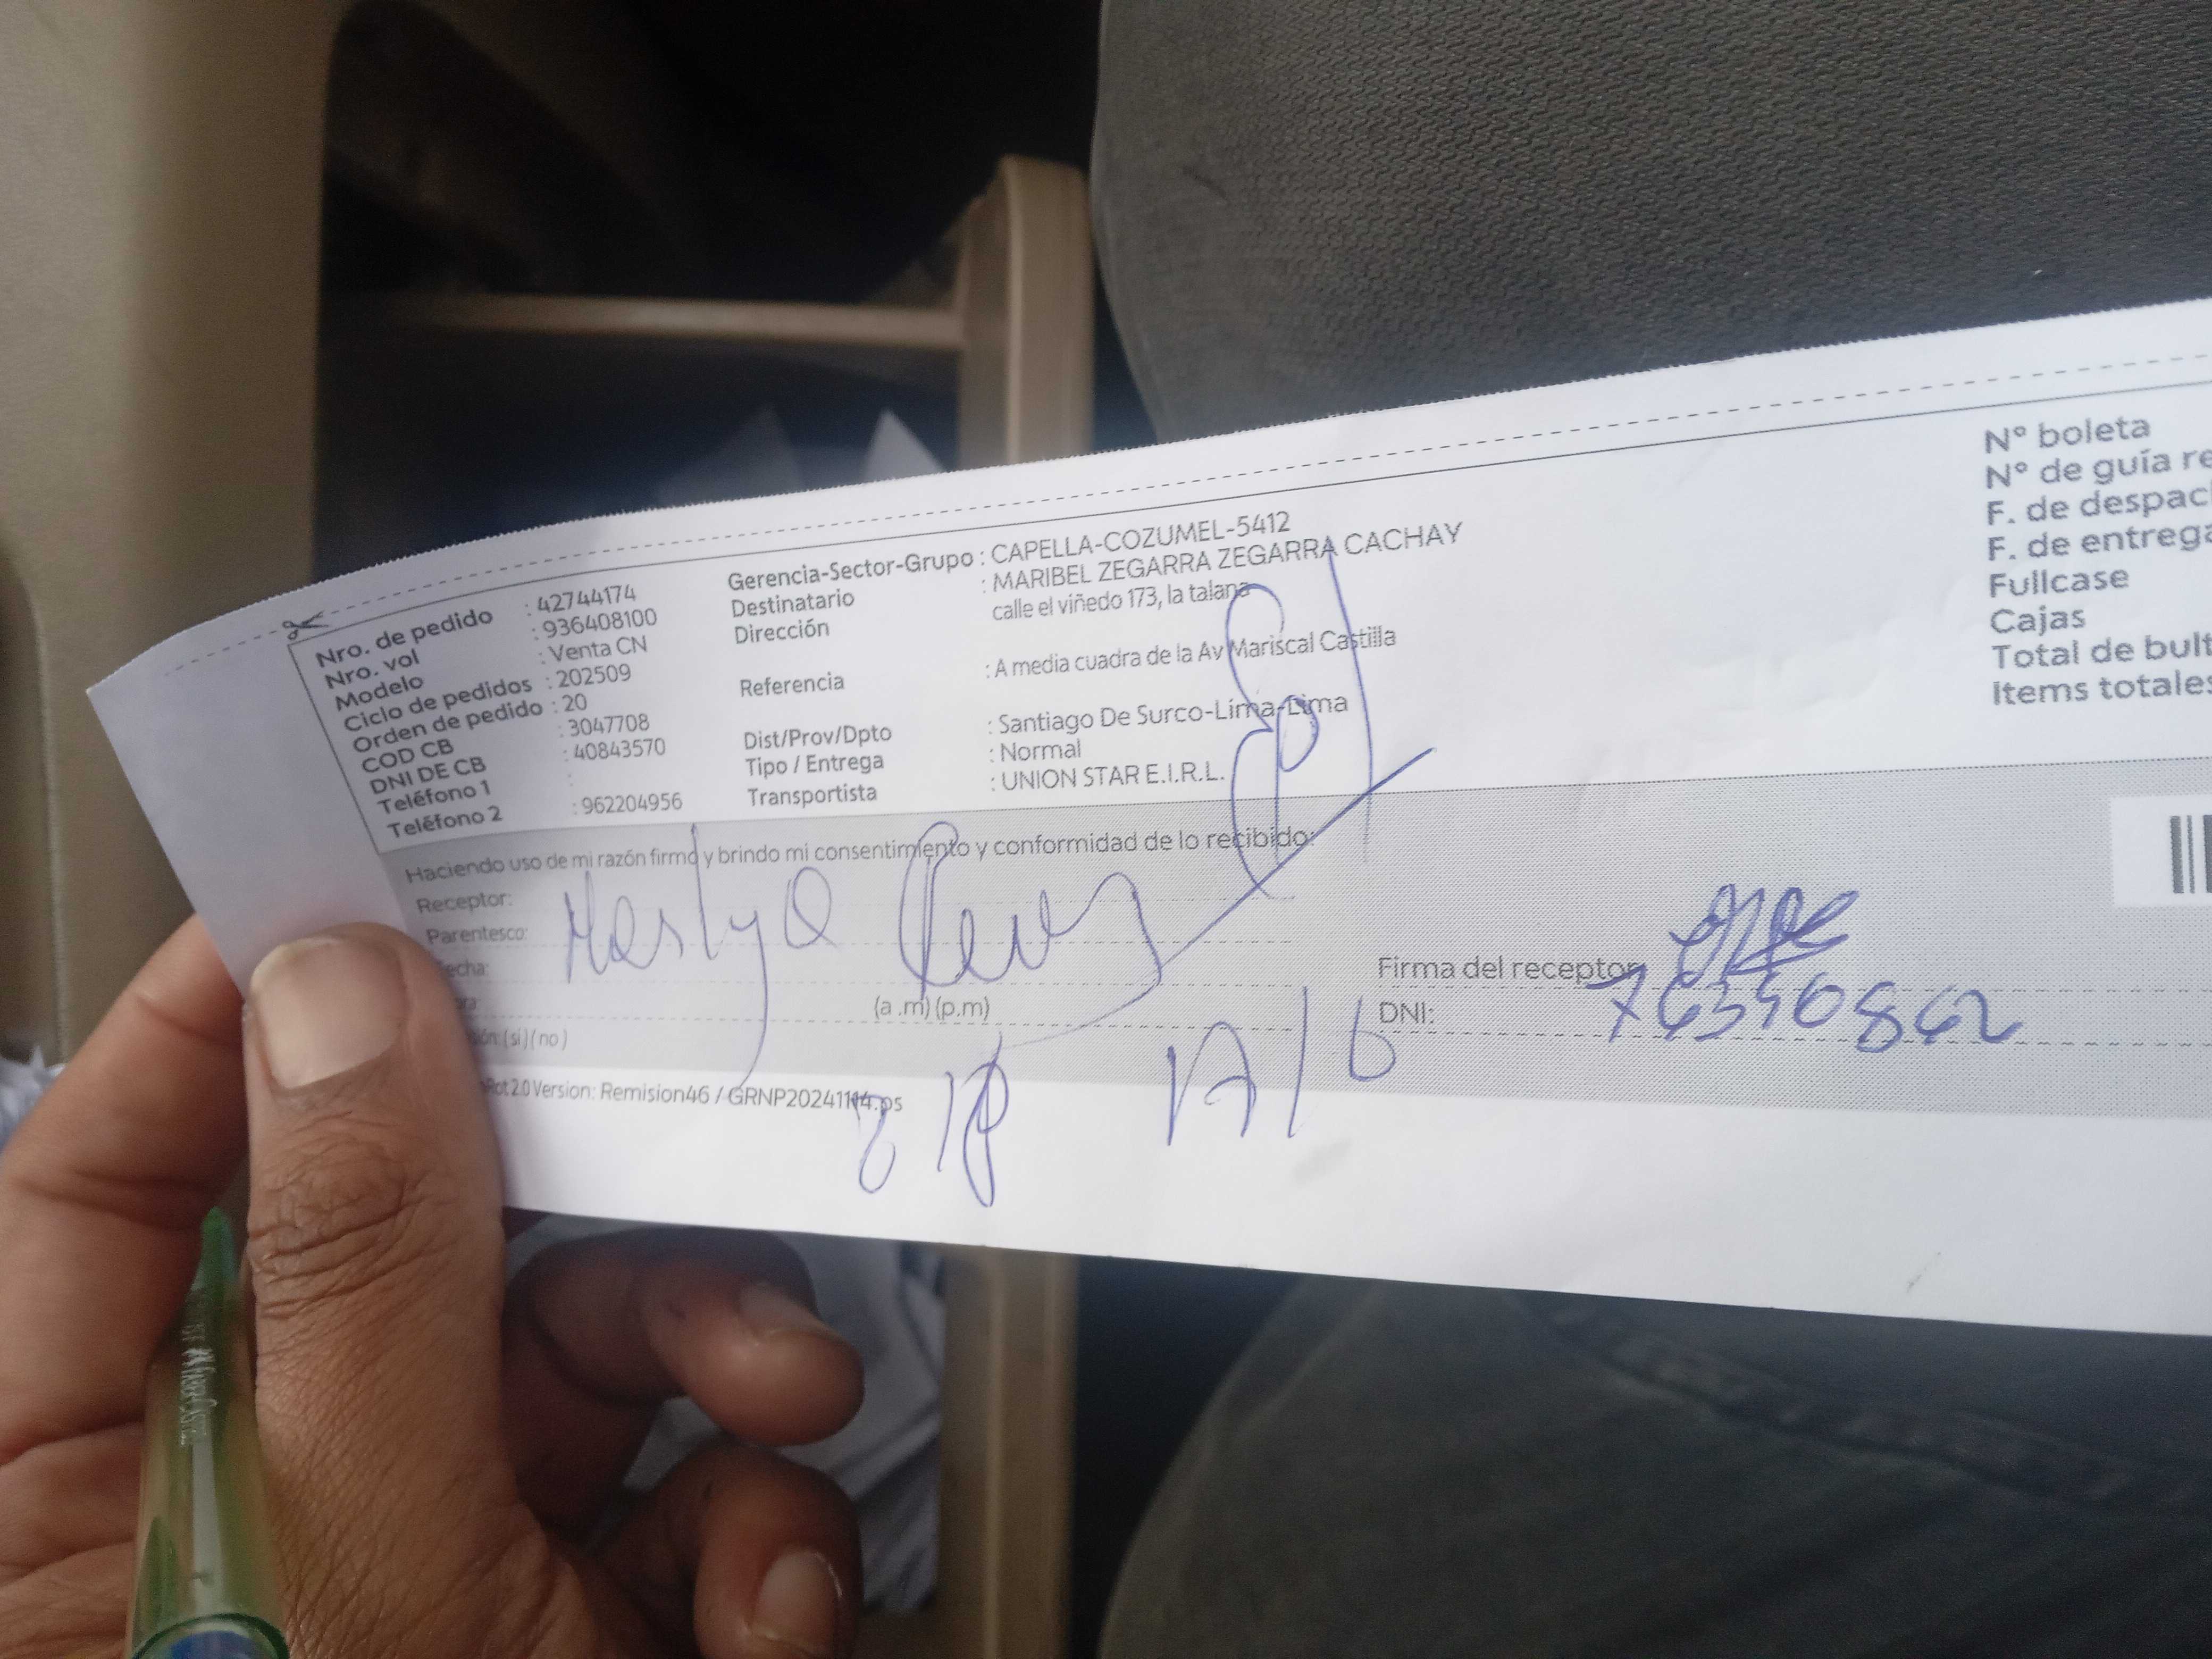 Nro. de pedido : 42744174
Nro. vol : 936408100
Modelo : Venta CN
Ciclo de pedidos : 202509
Orden de pedido : 20
COD CB : 3047708
DNI DE CB : 40843570
Teléfono 1 :
Teléfono 2 : 962204956
Gerencia-Sector-Grupo : CAPELLA-COZUMEL-5412
Destinatario : MARIBEL ZEGARRA ZEGARRA CACHAY
Dirección calle el viñedo 173, la talana
Referencia : A media cuadra de la Av Mariscal Castilla
Dist/Prov/Dpto : Santiago De Surco-Lima-Lima
Tipo / Entrega : Normal
Transportista : UNION STAR E.I.R.L.
N° boleta
N° de guía re
F. de despac
F. de entrega
Fullcase
Cajas
Total de bult
Items totales
Haciendo uso de mi razón firmo y brindo mi consentimiento y conformidad de lo recibido:
Receptor:
Parentesco:
echa:
ora
(a .m) (p.m)
ón: ( si ) ( no )
Firma del receptor
DNI:
Rot 2.0 Version: Remision46 / GRNP20241114.ps